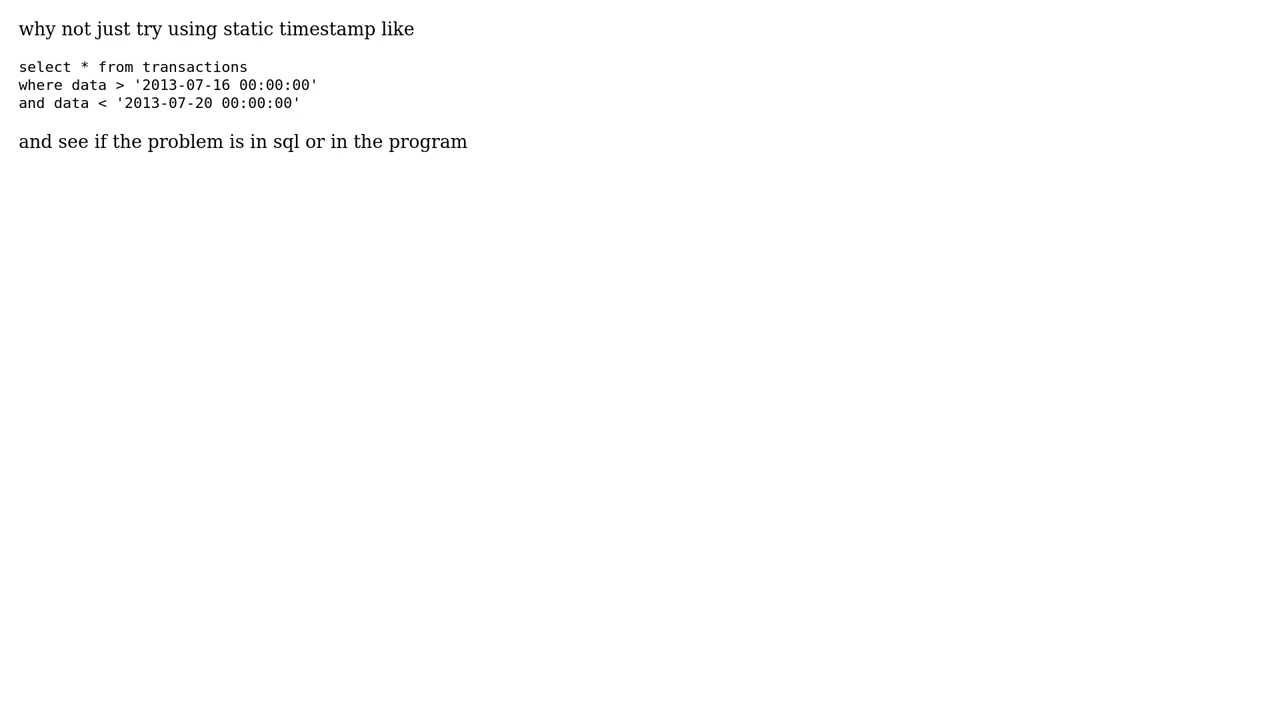 why not just try using static timestamp like
select * from transactions
where data > '2013-07-16 00:00:00'
and data < '2013-07-20 00:00:00'
and see if the problem is in sql or in the program